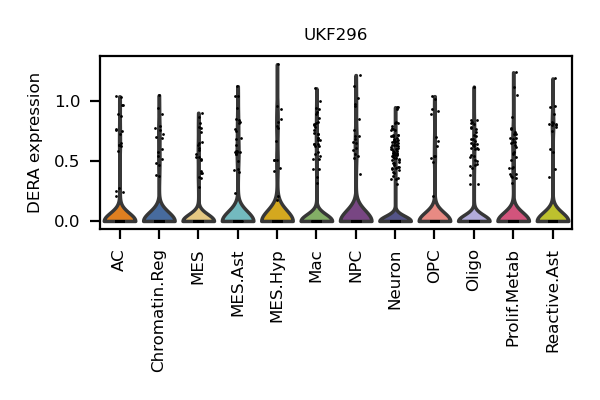 UKF296
DERA expression
1.0
0.5
0.0
AC
Chromatin.Reg
MES
MES.Ast
MES.Hyp
Mac
NPC
Neuron
OPC
Oligo
Prolif.Metab
Reactive.Ast